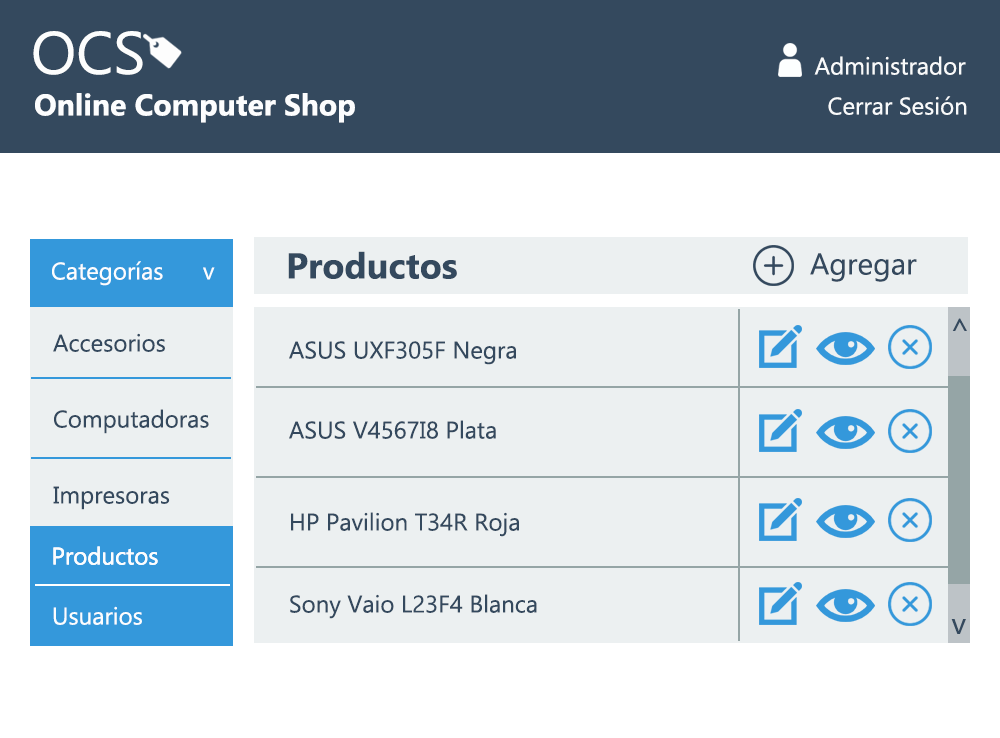 OCS
Online Computer Shop
Administrador
Cerrar Sesión
Categorías v
Accesorios
Computadoras
Impresoras
Productos
Usuarios
Productos
Agregar
ASUS UXF305F Negra
ASUS V4567I8 Plata
HP Pavilion T34R Roja
Sony Vaio L23F4 Blanca